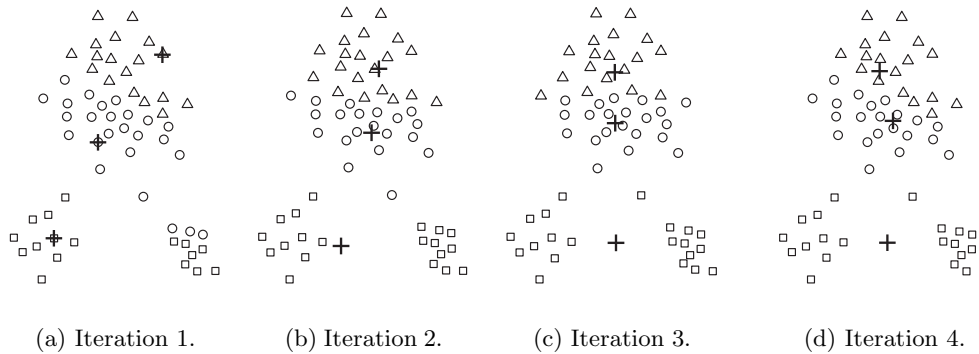 (a) Iteration 1.
(b) Iteration 2.
(c) Iteration 3.
(d) Iteration 4.